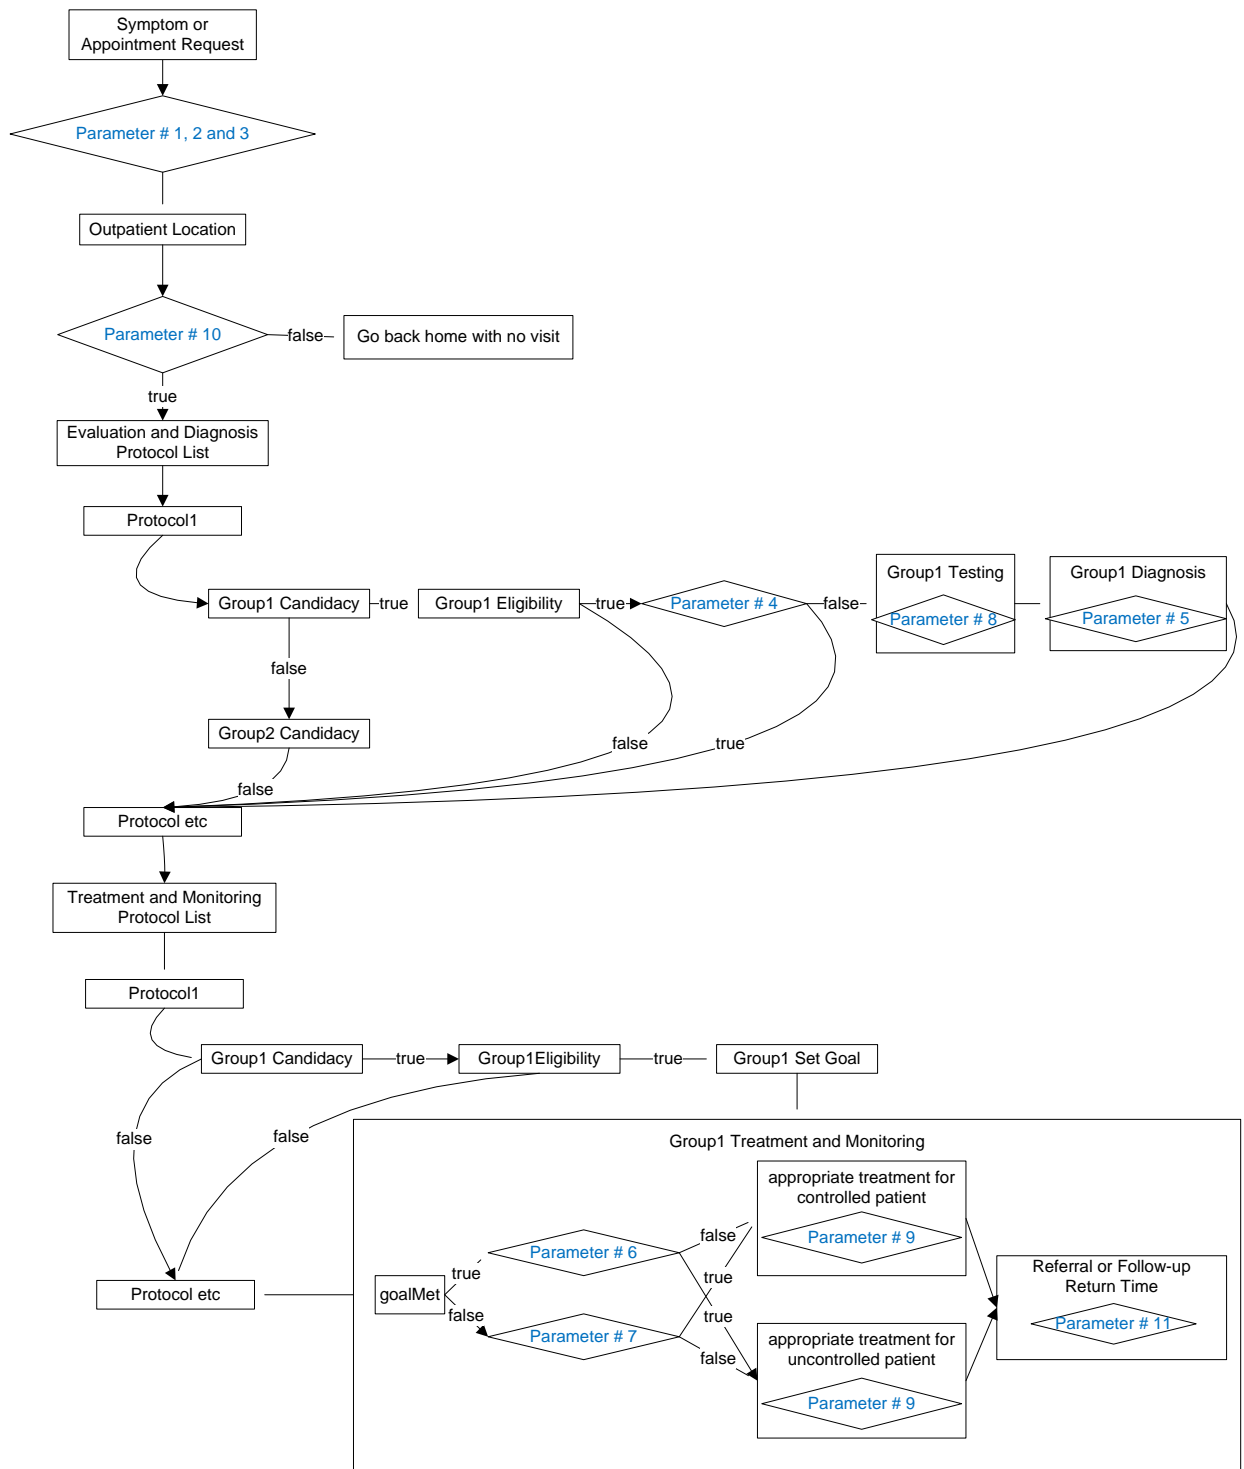 Symptom or
Appointment Request
Parameter # 1, 2 and 3
Outpatient Location
Parameter # 10
false
Go back home with no visit
true
Evaluation and Diagnosis
Protocol List
Protocol1
Group1 Candidacy
true
Group1 Eligibility
true
Parameter # 4
false
Group1 Testing
Parameter # 8
Group1 Diagnosis
Parameter # 5
false
Group2 Candidacy
false
true
false
Protocol etc
Treatment and Monitoring
Protocol List
Protocol1
Group1 Candidacy
true
Group1Eligibility
true
Group1 Set Goal
false
false
Group1 Treatment and Monitoring
appropriate treatment for
controlled patient
Parameter # 9
Parameter # 6
false
true
true
goalMet
false
true
Parameter # 7
false
Protocol etc
appropriate treatment for
uncontrolled patient
Parameter # 9
Referral or Follow-up
Return Time
Parameter # 11